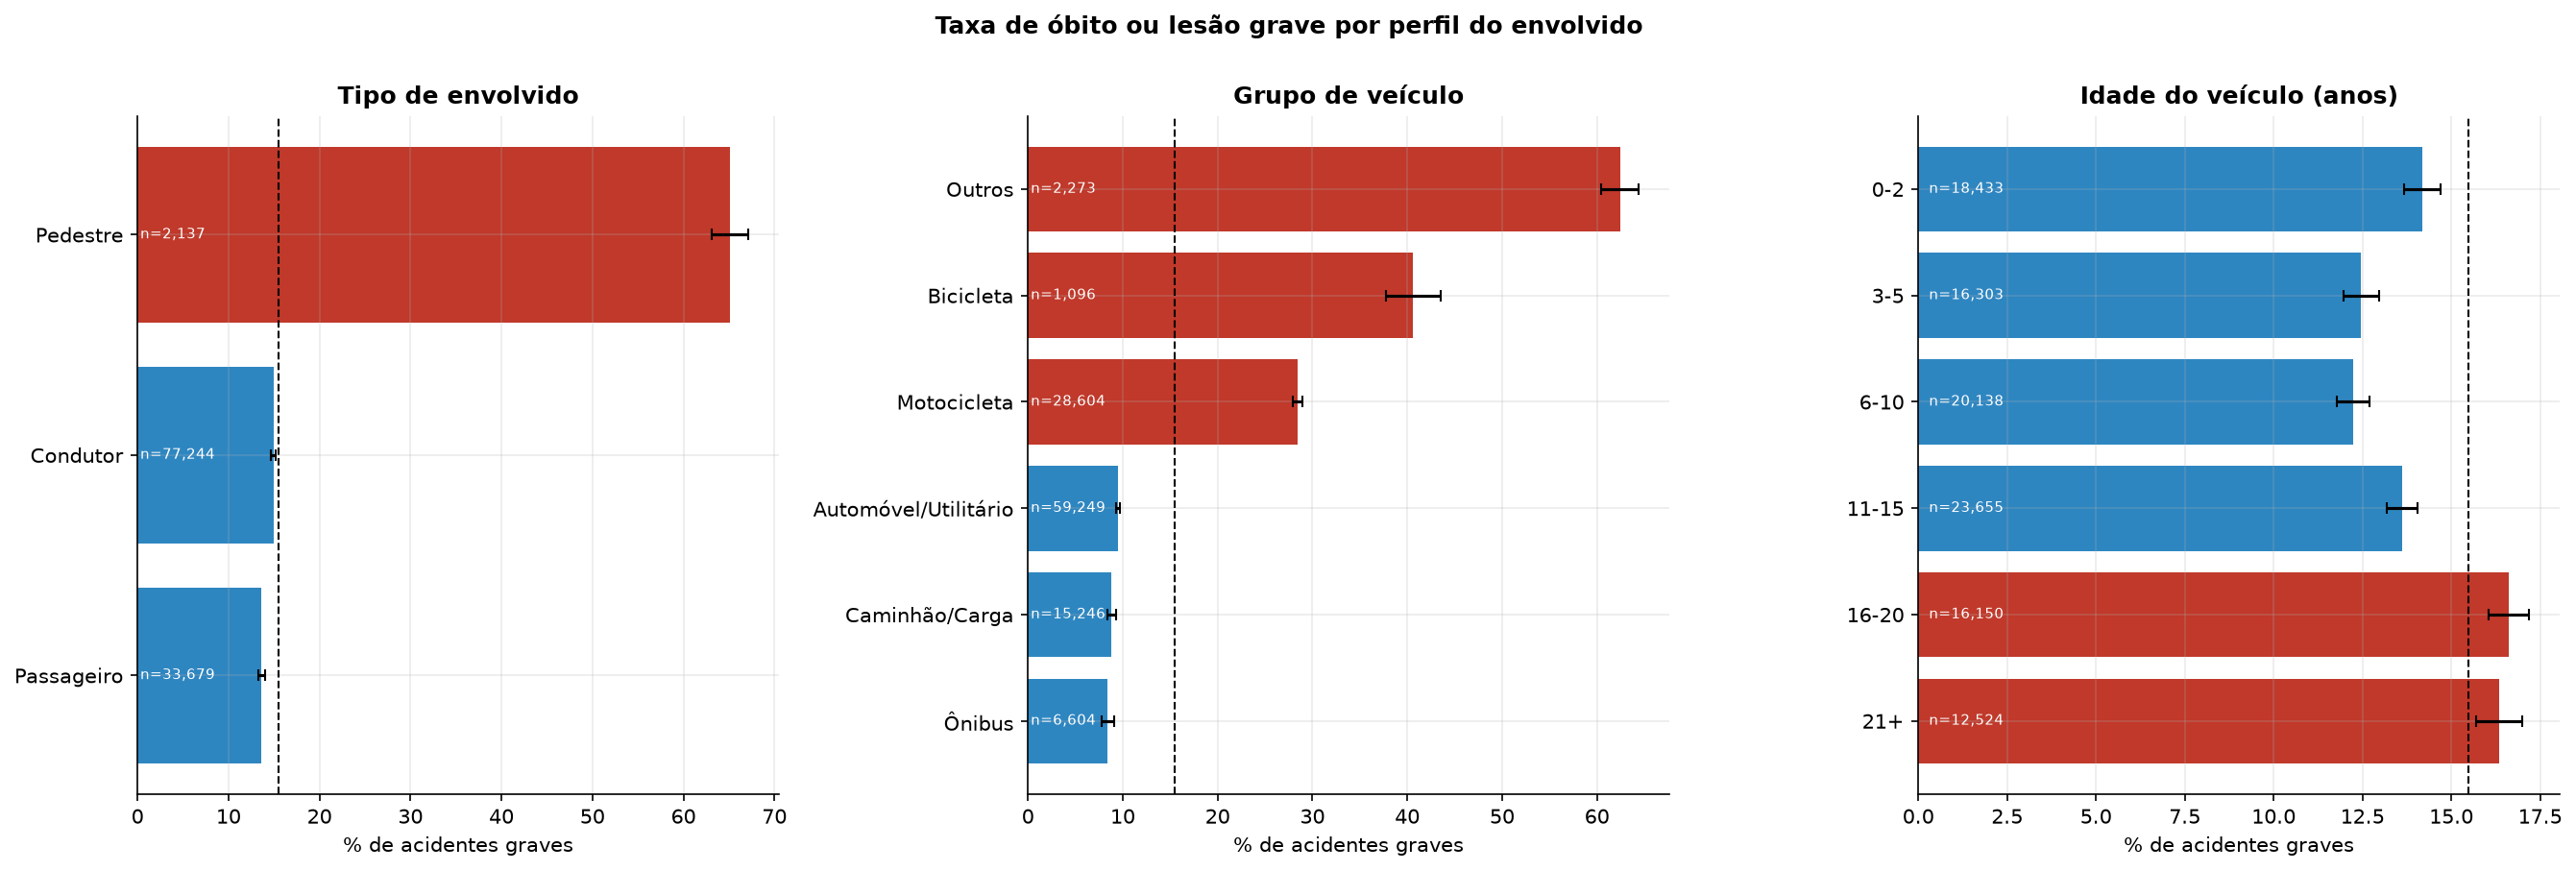 Taxa de óbito ou lesão grave por perfil do envolvido
Tipo de envolvido
Pedestre
n=2,137
Condutor
n=77,244
Passageiro
n=33,679
0 10 20 30 40 50 60 70
% de acidentes graves
Grupo de veículo
Outros
n=2,273
Bicicleta
n=1,096
Motocicleta
n=28,604
Automóvel/Utilitário
n=59,249
Caminhão/Carga
n=15,246
Ônibus
n=6,604
0 10 20 30 40 50 60
% de acidentes graves
Idade do veículo (anos)
0-2
n=18,433
3-5
n=16,303
6-10
n=20,138
11-15
n=23,655
16-20
n=16,150
21+
n=12,524
0.0 2.5 5.0 7.5 10.0 12.5 15.0 17.5
% de acidentes graves